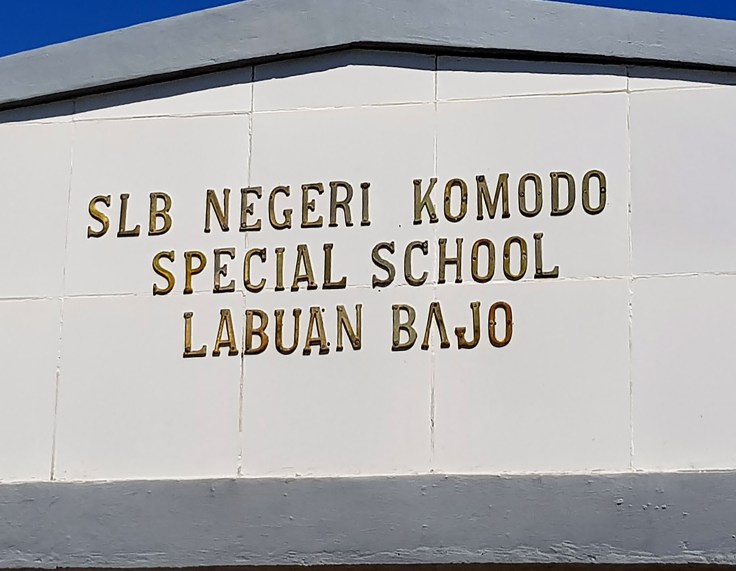 SLB NEGERI KOMODO
SPECIAL SCHOOL
LABUAN BAJO